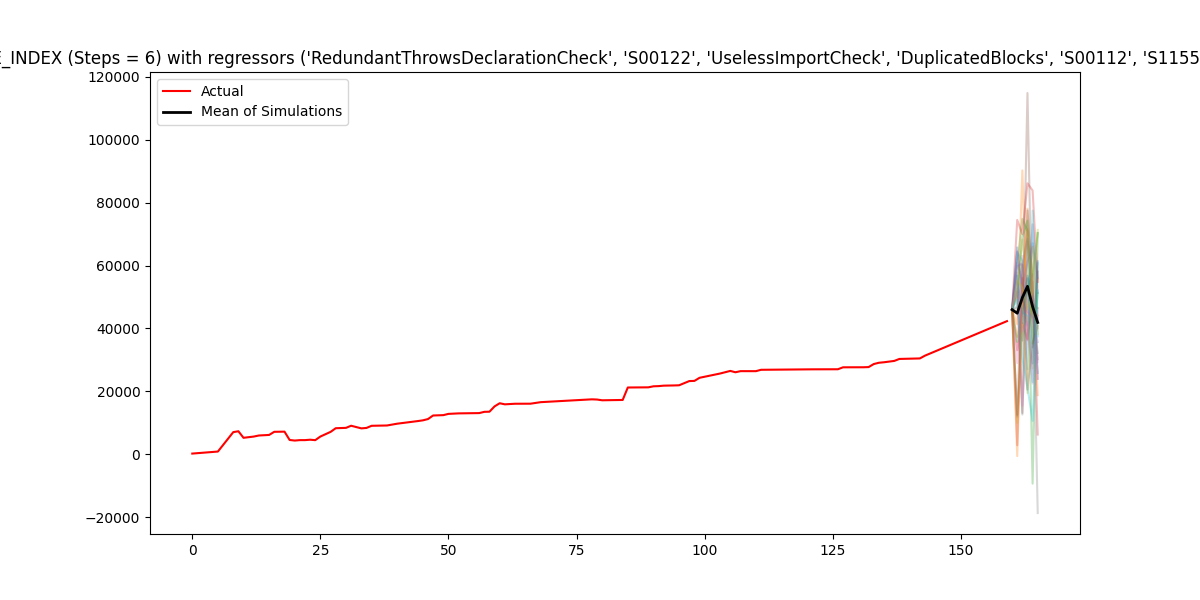 E_INDEX (Steps = 6) with regressors ('RedundantThrowsDeclarationCheck', 'S00122', 'UselessImportCheck', 'DuplicatedBlocks', 'S00112', 'S1155
Actual
Mean of Simulations
120000
100000
80000
60000
40000
20000
0
−20000
0 25 50 75 100 125 150